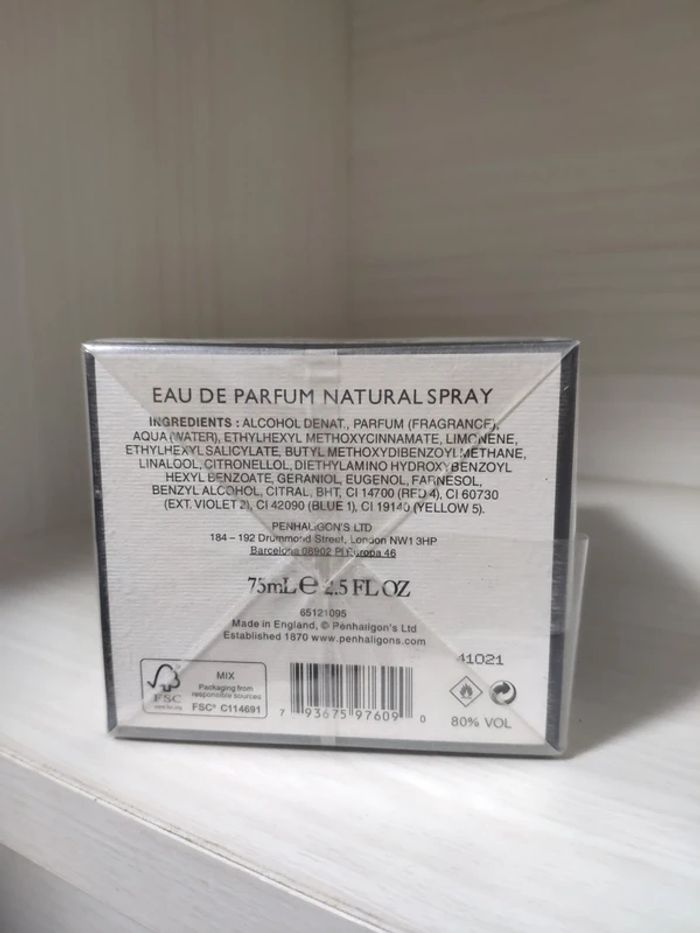 EAU DE PARFUM NATURAL SPRAY
INGREDIENTS : ALCOHOL DENAT., PARFUM (FRAGRANCE),
AQUA (WATER), ETHYLHEXYL METHOXYCINNAMATE, LIMONENE,
ETHYLHEXYL SALICYLATE, BUTYL METHOXYDIBENZOYLMETHANE,
LINALOOL, CITRONELLOL, DIETHYLAMINO HYDROXYBENZOYL
HEXYL BENZOATE, GERANIOL, EUGENOL, FARNESOL,
BENZYL ALCOHOL, CITRAL, BHT, CI 14700 (RED 4), CI 60730
(EXT. VIOLET 2), CI 42090 (BLUE 1), CI 19140 (YELLOW 5).
PENHALIGON'S LTD
184 – 192 Drummond Street, London NW1 3HP
Barcelona 08902 Pl Europa 46
75mL e 2.5 FL OZ
65121095
Made in England, © Penhaligon's Ltd
Established 1870 www.penhaligons.com
41021
FSC
MIX
Packaging from
responsible sources
FSC® C114691
7 93675 97609 0
80% VOL